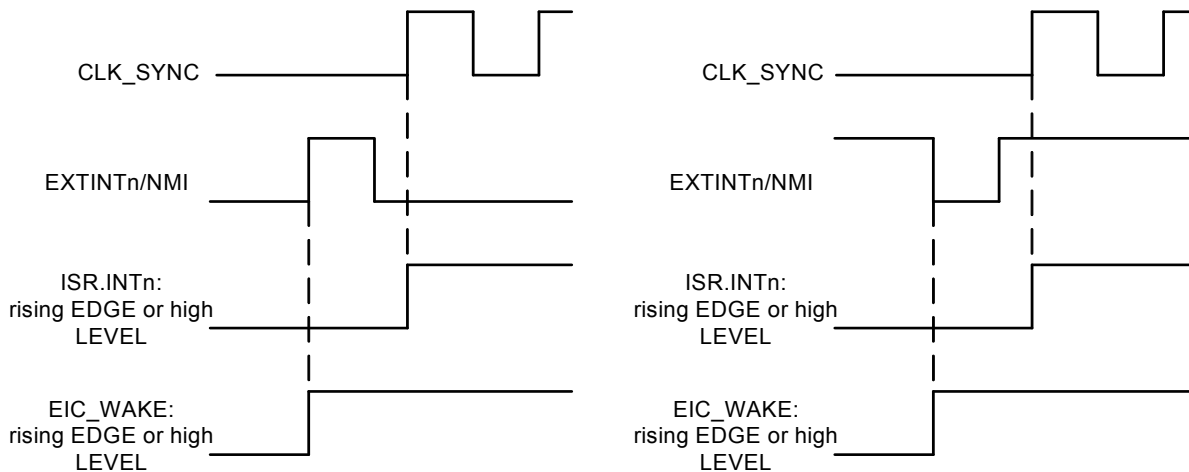 CLK_SYNC
EXTINTn/NMI
ISR.INTn:
rising EDGE or high
LEVEL
EIC_WAKE:
rising EDGE or high
LEVEL
CLK_SYNC
EXTINTn/NMI
ISR.INTn:
rising EDGE or high
LEVEL
EIC_WAKE:
rising EDGE or high
LEVEL